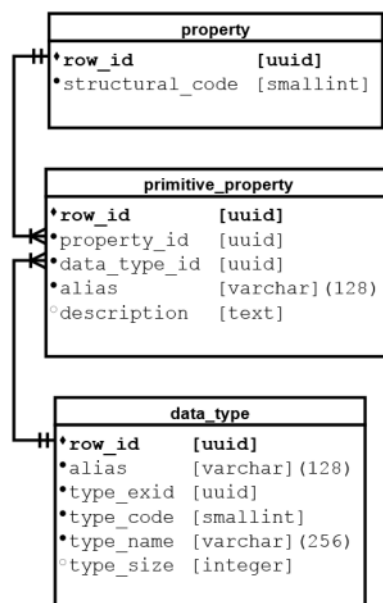 property
row_id [uuid]
structural_code [smallint]
primitive_property
row_id [uuid]
property_id [uuid]
data_type_id [uuid]
alias [varchar](128)
description [text]
data_type
row_id [uuid]
alias [varchar](128)
type_exid [uuid]
type_code [smallint]
type_name [varchar](256)
type_size [integer]